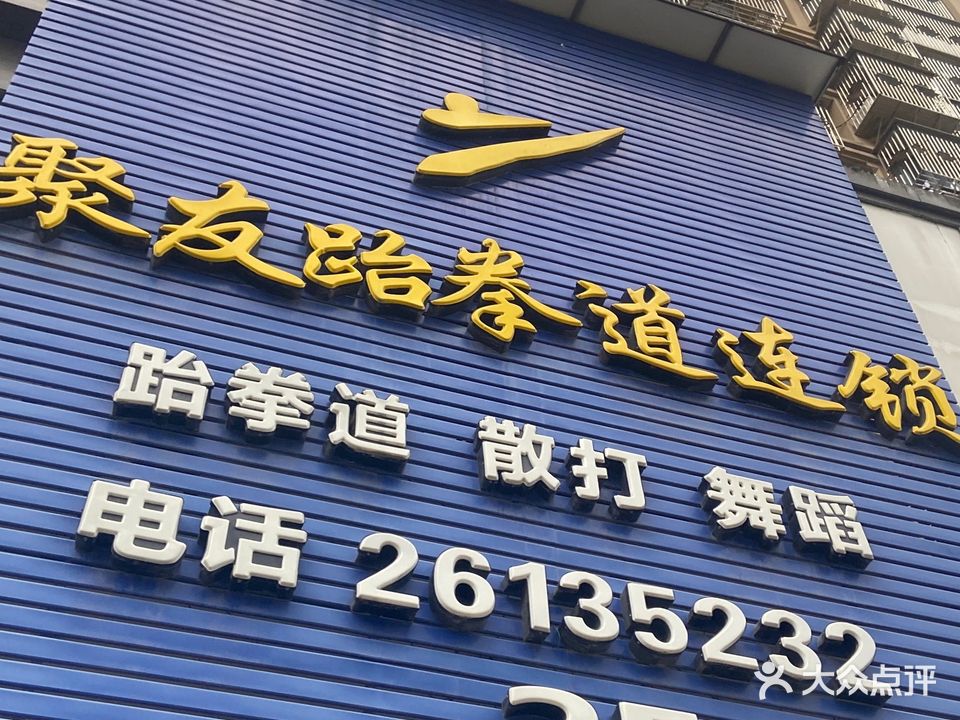 聚友跆拳道连锁
跆拳道 散打 舞蹈
电话 26135232
大众点评